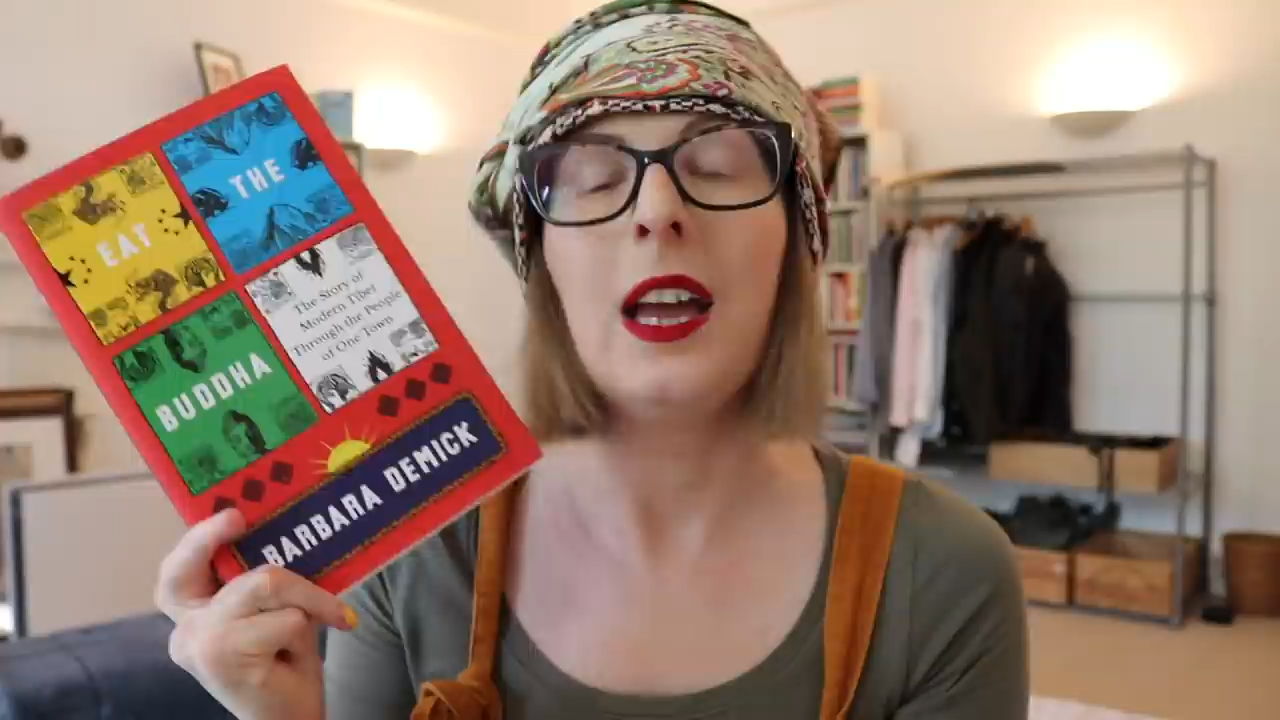 EAT
THE
BUDDHA
The Story of
Modern Tibet
Through the People
of One Town
BARBARA DEMICK